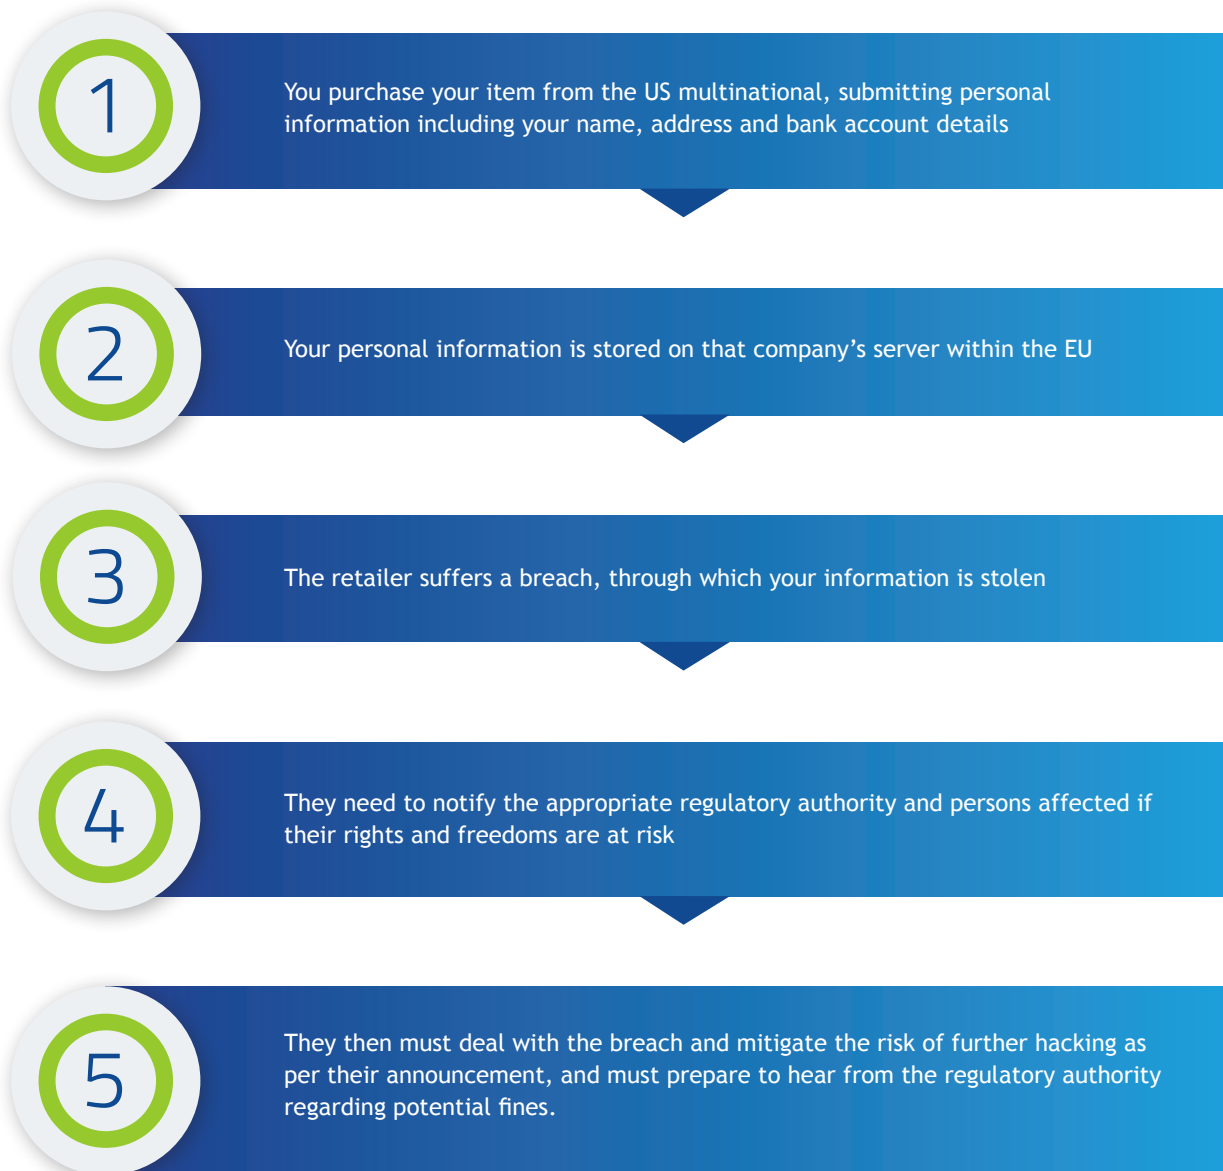 1
You purchase your item from the US multinational, submitting personal
information including your name, address and bank account details
2
Your personal information is stored on that company’s server within the EU
3
The retailer suffers a breach, through which your information is stolen
4
They need to notify the appropriate regulatory authority and persons affected if
their rights and freedoms are at risk
5
They then must deal with the breach and mitigate the risk of further hacking as
per their announcement, and must prepare to hear from the regulatory authority
regarding potential fines.